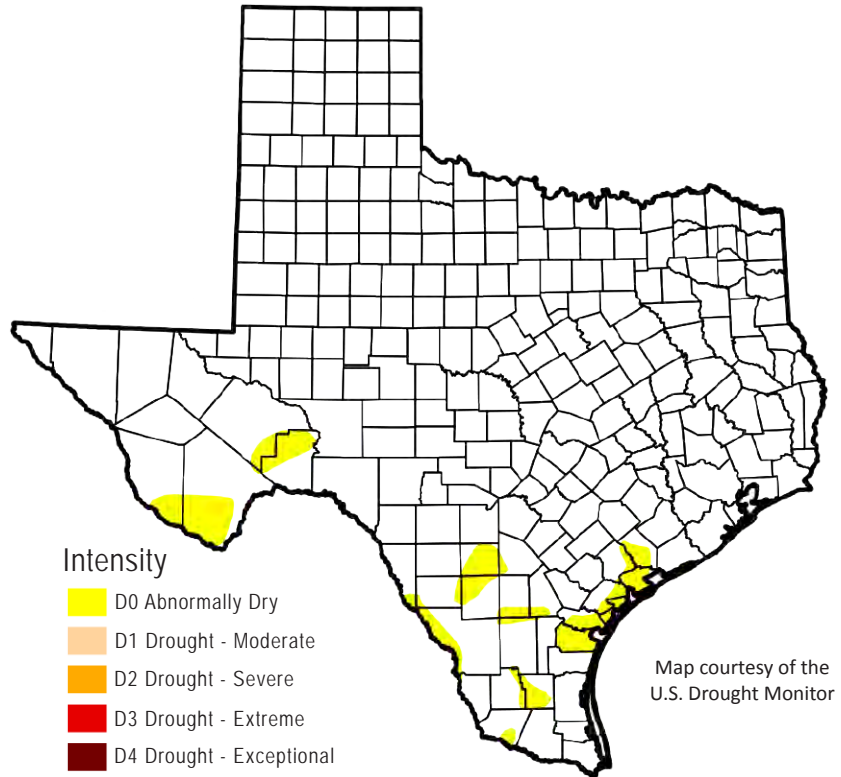 Intensity
D0 Abnormally Dry
D1 Drought - Moderate
D2 Drought - Severe
D3 Drought - Extreme
D4 Drought - Exceptional
Map courtesy of the
U.S. Drought Monitor